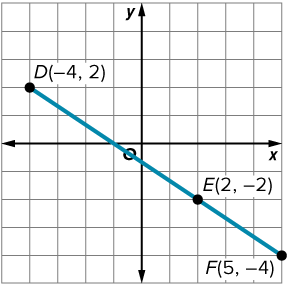 y
D(−4, 2)
O
x
E(2, −2)
F(5, −4)